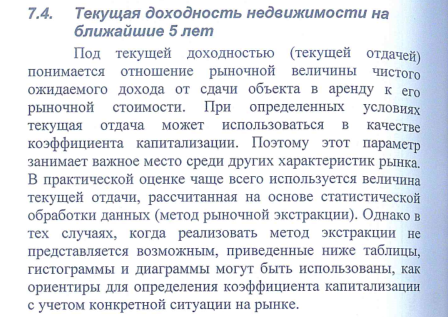 7.4. Текущая доходность недвижимости на
ближайшие 5 лет
Под текущей доходностью (текущей отдачей)
понимается отношение рыночной величины чистого
ожидаемого дохода от сдачи объекта в аренду к его
рыночной стоимости. При определенных условиях
текущая отдача может использоваться в качестве
коэффициента капитализации. Поэтому этот параметр
занимает важное место среди других характеристик рынка.
В практической оценке чаще всего используется величина
текущей отдачи, рассчитанная на основе статистической
обработки данных (метод рыночной экстракции). Однако в
тех случаях, когда реализовать метод экстракции не
представляется возможным, приведенные ниже таблицы,
гистограммы и диаграммы могут быть использованы, как
ориентиры для определения коэффициента капитализации
с учетом конкретной ситуации на рынке.